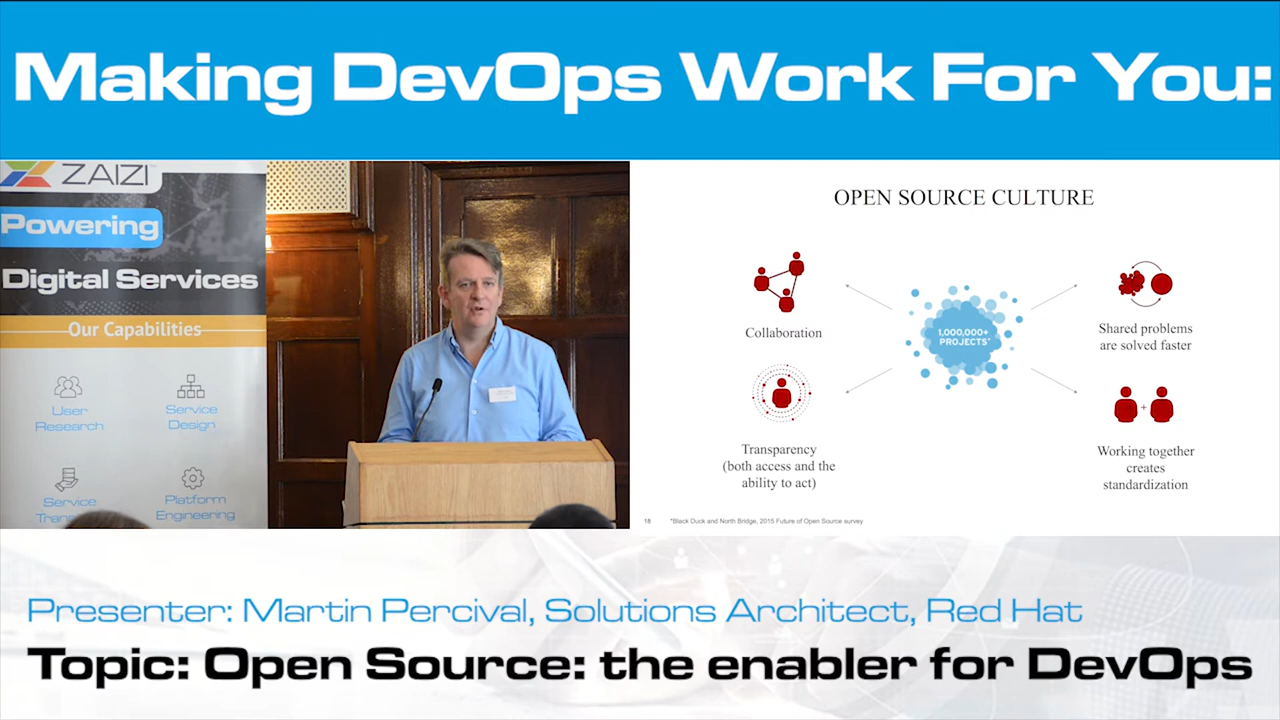 Making DevOps Work For You:
ZAIZI
Powering
Digital Services
Our Capabilities
User
Research
Service
Design
Service
Platform
Engineering
OPEN SOURCE CULTURE
Collaboration
1,000,000+
PROJECTS*
Shared problems
are solved faster
Transparency
(both access and the
ability to act)
+
Working together
creates
standardization
18 *Black Duck and North Bridge, 2015 Future of Open Source survey
Presenter: Martin Percival, Solutions Architect, Red Hat
Topic: Open Source: the enabler for DevOps